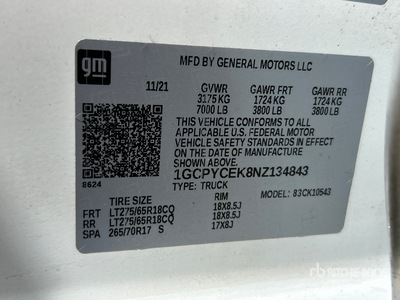 gm
MFD BY GENERAL MOTORS LLC
11/21 GVWR GAWR FRT GAWR RR
3175 KG 1724 KG 1724 KG
7000 LB 3800 LB 3800 LB
THIS VEHICLE CONFORMS TO ALL
APPLICABLE U.S. FEDERAL MOTOR
VEHICLE SAFETY STANDARDS IN EFFECT
ON THE DATE OF MANUFACTURE
SHOWN ABOVE.
1GCPYCEK8NZ134843
8624
TYPE: TRUCK MODEL: 83CK10543
TIRE SIZE RIM
FRT LT275/65R18CQ 18X8.5J
RR LT275/65R18CQ 18X8.5J
SPA 265/70R17 S 17X8J
rb